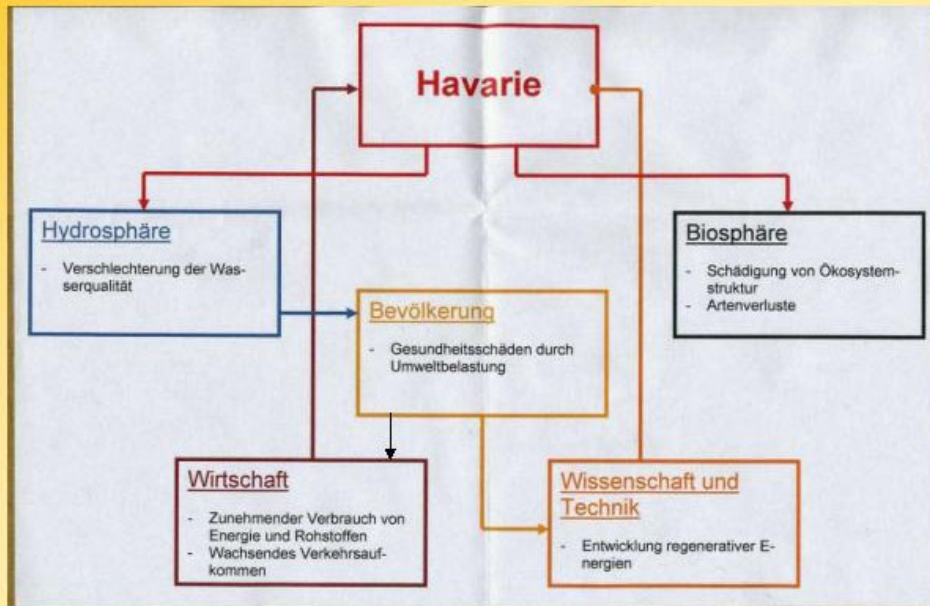 Havarie
Hydrosphäre
- Verschlechterung der Was-
serqualität
Biosphäre
- Schädigung von Ökosystem-
struktur
- Artenverluste
Bevölkerung
- Gesundheitsschäden durch
Umweltbelastung
Wirtschaft
- Zunehmender Verbrauch von
Energie und Rohstoffen
- Wachsendes Verkehrsauf-
kommen
Wissenschaft und
Technik
- Entwicklung regenerativer E-
nergien